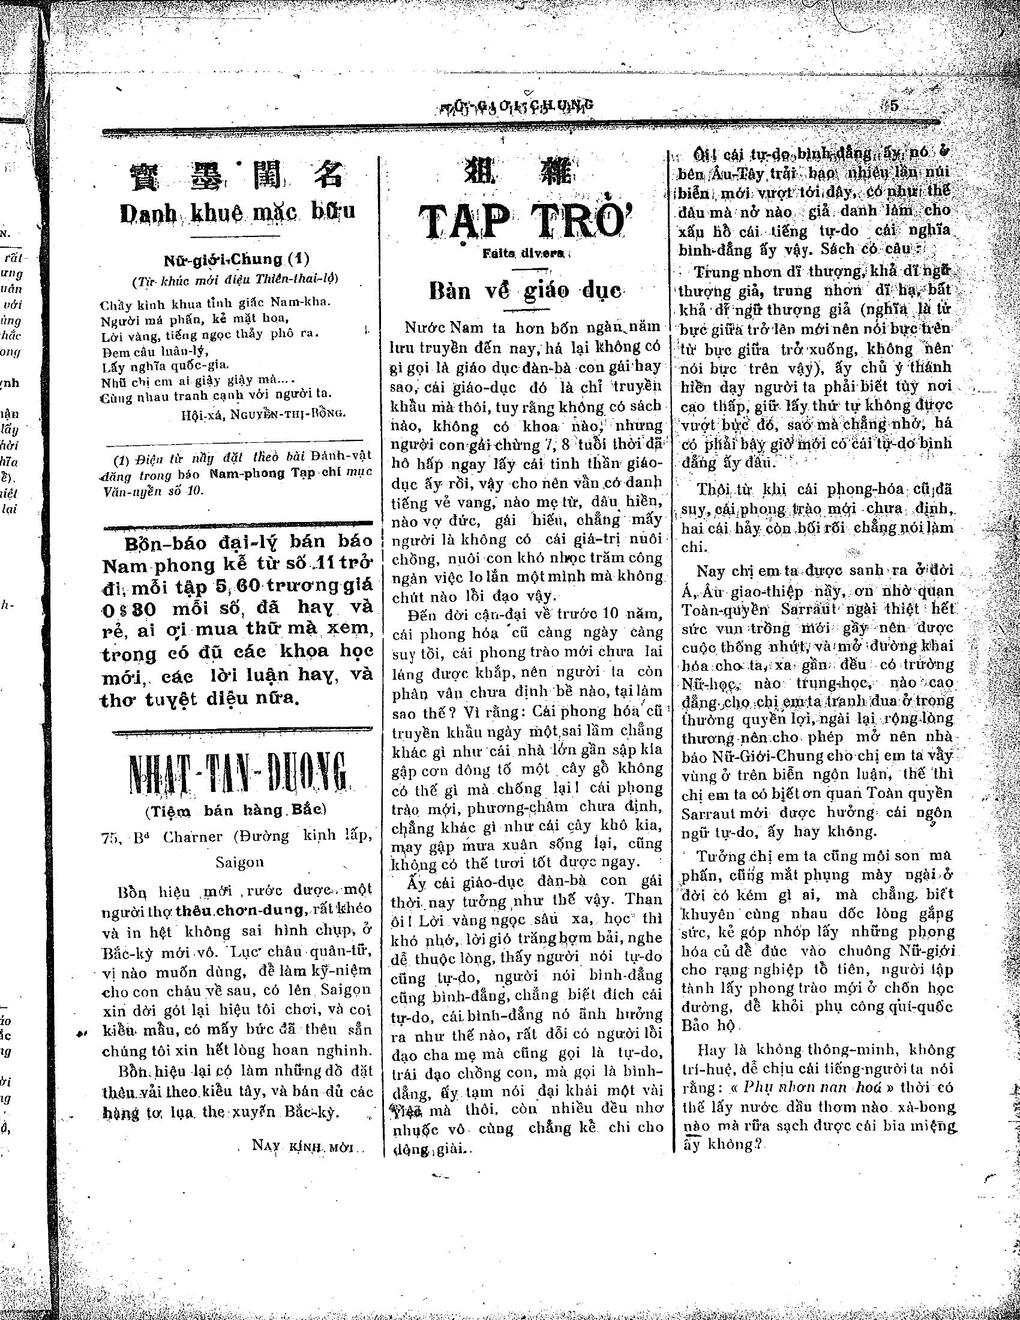 NỮ-GIỚI-CHUNG
5
寶墨閨名
Danh khuê mặc bữu
Nữ-giới-Chung (1)
(Từ khúc mới điệu Thiên-thai-lộ)
Chầy kình khua tỉnh giấc Nam-kha.
Người má phấn, kẻ mặt hoa,
Lời vàng, tiếng ngọc thảy phô ra.
Đem câu luân-lý,
Lấy nghĩa quốc-gia.
Nhũ chị em ai giậy giậy mà....
Cùng nhau tranh cạnh với người ta.
Hội-xá, NGUYỄN-THỊ-BỒNG.
(1) Điệu từ nầy đặt theo bài Đánh-vật
đăng trong báo Nam-phong Tạp chí mục
Văn-uyển số 10.
Bổn-báo đại-lý bán báo
Nam phong kể từ số 11 trở
đi, mỗi tập 5, 60 trương giá
0$80 mỗi số, đã hay và
rẻ, ai ơi mua thữ mà xem,
trong có đũ các khoa học
mới, các lời luận hay, và
thơ tuyệt diệu nữa.
NHẠT-TAN-DUONG
(Tiệm bán hàng Bắc)
75, Bd Charner (Đường kinh lấp,
Saigon
Bổn hiệu mới rước được một
người thợ thêu chơn-dung, rất khéo
và in hệt không sai hình chụp, ở
Bắc-kỳ mới vô. Lục châu quân-tữ,
vị nào muốn dùng, để làm kỹ-niệm
cho con cháu về sau, có lên Saigon
xin dời gót lại hiệu tôi chơi, và coi
kiểu mẫu, có mấy bức đã thêu sẳn
chúng tôi xin hết lòng hoan nghinh.
Bổn hiệu lại có làm những đồ đặt
thêu vải theo kiểu tây, và bán dủ các
hàng tơ lụa the xuyến Bắc-kỳ.
NAY KÍNH MỜI.
雜俎
TẠP TRỞ
Faits divers
Bàn về giáo dục
Nước Nam ta hơn bốn ngàn năm
lưu truyền đến nay, há lại không có
gì gọi là giáo dục đàn-bà con gái hay
sao, cái giáo-dục đó là chỉ truyền
khẩu mà thôi, tuy rằng không có sách
nào, không có khoa nào, nhưng
người con gái chừng 7, 8 tuổi thời đã
hô hấp ngay lấy cái tinh thần giáo-
dục ấy rồi, vậy cho nên vẫn có danh
tiếng vẻ vang, nào mẹ từ, dâu hiền,
nào vợ đức, gái hiếu, chẳng mấy
người là không có cái giá-trị nuôi
chồng, nuôi con khó nhọc trăm công
ngàn việc lo lắn một mình mà không
chút nào lỗi đạo vậy.
Đến đời cận-đại về trước 10 năm,
cái phong hóa cũ càng ngày càng
suy tồi, cái phong trào mới chưa lai
láng được khắp, nên người ta còn
phân vân chưa định bề nào, tại làm
sao thế? Vì rằng: Cái phong hóa cũ
truyền khẩu ngày một sai lầm chẳng
khác gì như cái nhà lớn gần sập kia
gặp cơn dông tố một cây gỗ không
có thể gì mà chống lại! cái phong
trào mới, phương-châm chưa định,
chẳng khác gì như cái cây khô kia,
may gặp mưa xuân sống lại, cũng
không có thể tươi tốt được ngay.
Ấy cái giáo-dục đàn-bà con gái
thời nay tưởng như thế vậy. Than
ôi! Lời vàng ngọc sâu xa, học thì
khó nhớ, lời gió trăng bợm bải, nghe
dễ thuộc lòng, thấy người nói tự-do
cũng tự-do, người nói bình-đẳng
cũng bình-đẳng, chẳng biết đích cái
tự-do, cái bình-đẳng nó ãnh hưởng
ra như thế nào, rất đỗi có người lỗi
đạo cha mẹ mà cũng gọi là tự-do,
trái đạo chồng con, mà gọi là bình-
đẳng, ấy tạm nói đại khái một vài
việc mà thôi, còn nhiều đều nhơ
nhuốc vô cùng chẳng kể chi cho
dông giài.
Ôi! cái tự-do bình-đẳng ấy nó ở
bên Âu-Tây trải bao nhiêu lần núi
biển, mới vượt tới đây, có như thế
đâu mà nở nào giả danh làm cho
xấu hổ cái tiếng tự-do cái nghĩa
bình-đẳng ấy vậy. Sách có câu:
Trung nhơn dĩ thượng, khả dĩ ngữ
thượng giả, trung nhơn dĩ hạ, bất
khả dĩ ngữ thượng giả (nghĩa là từ
bực giữa trở lên mới nên nói bực trên
từ bực giữa trở xuống, không nên
nói bực trên vậy), ấy chủ ý thánh
hiền dạy người ta phải biết tùy nơi
cao thấp, giữ lấy thứ tự không được
vượt bực đó, sao mà chẳng nhớ, há
có phải bây giờ mới có cái tự-do bình
đẳng ấy đâu.
Thôi từ khi cái phong-hóa cũ đã
suy, cái phong trào mới chưa định,
hai cái hảy còn bối rối chẳng nói làm
chi.
Nay chị em ta được sanh ra ở đời
Á, Âu giao-thiệp nầy, ơn nhờ quan
Toàn-quyền Sarraut ngài thiệt hết
sức vun trồng mới gầy nên được
cuộc thống nhứt, và mở đường khai
hóa cho ta, xa gần đều có trường
Nữ-học, nào trung-học, nào cao
đẳng cho chị em ta tranh đua ở trong
thường quyền lợi, ngài lại rộng lòng
thương nên cho phép mở nên nhà
báo Nữ-Giới-Chung cho chị em ta vẫy
vùng ở trên biển ngôn luận, thế thì
chị em ta có biết ơn quan Toàn quyền
Sarraut mới được hưởng cái ngôn
ngữ tự-do, ấy hay không.
Tưởng chị em ta cũng môi son má
phấn, cũng mắt phụng mày ngài ở
đời có kém gì ai, mà chẳng biết
khuyên cùng nhau dốc lòng gắng
sức, kẻ góp nhớp lấy những phong
hóa củ để đúc vào chuông Nữ-giới
cho rạng nghiệp tổ tiên, người tập
tành lấy phong trào mới ở chốn học
đường, để khỏi phụ công qúi-quốc
Bảo hộ.
Hay là không thông-minh, không
trí-huệ, để chịu cái tiếng người ta nói
rằng: « Phụ nhơn nan hoá » thời có
thể lấy nước dầu thơm nào xà-bong
nào mà rữa sạch được cái bia miệng
ấy không?